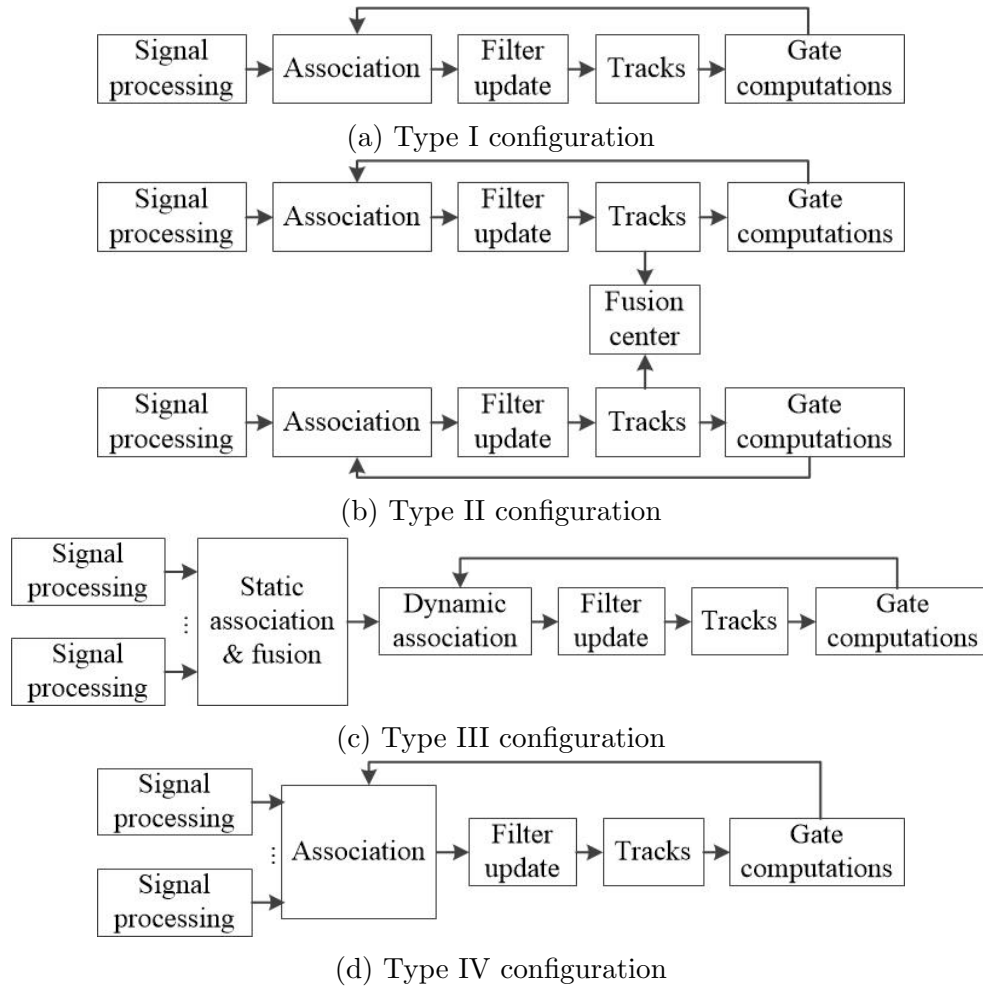 Signal
processing
Association
Filter
update
Tracks
Gate
computations
(a) Type I configuration
Signal
processing
Association
Filter
update
Tracks
Gate
computations
Fusion
center
Signal
processing
Association
Filter
update
Tracks
Gate
computations
(b) Type II configuration
Signal
processing
⋮
Signal
processing
Static
association
& fusion
Dynamic
association
Filter
update
Tracks
Gate
computations
(c) Type III configuration
Signal
processing
⋮
Signal
processing
Association
Filter
update
Tracks
Gate
computations
(d) Type IV configuration